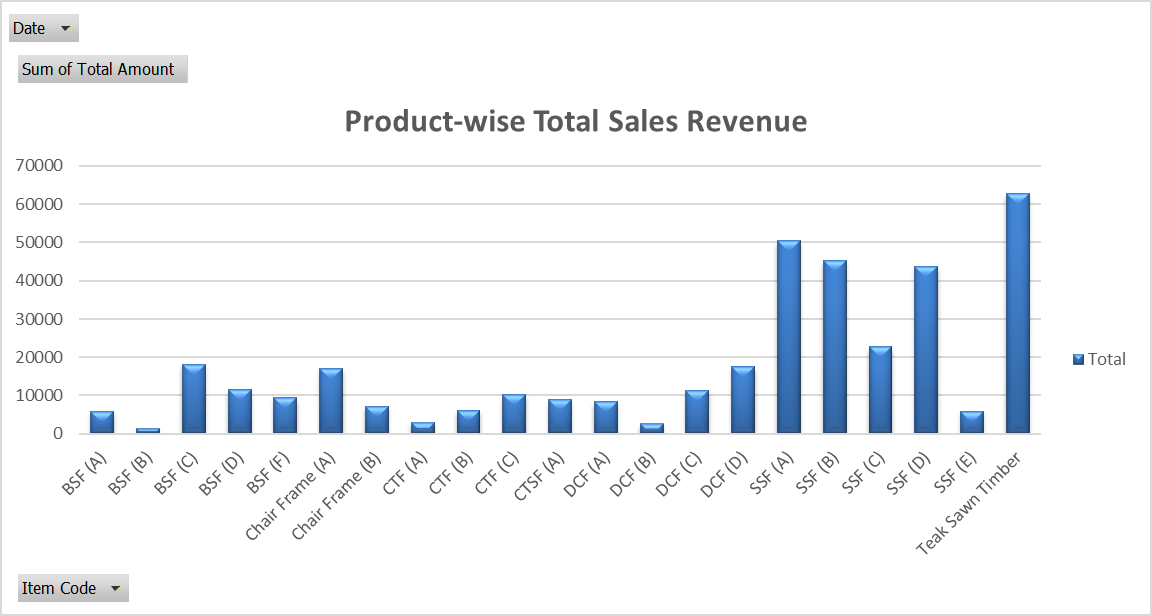 Date
Sum of Total Amount
Product-wise Total Sales Revenue
70000
60000
50000
40000
30000
20000
10000
0
Total
BSF (A)
BSF (B)
BSF (C)
BSF (D)
BSF (F)
Chair Frame (A)
Chair Frame (B)
CTF (A)
CTF (B)
CTF (C)
CTSF (A)
DCF (A)
DCF (B)
DCF (C)
DCF (D)
SSF (A)
SSF (B)
SSF (C)
SSF (D)
SSF (E)
Teak Sawn Timber
Item Code